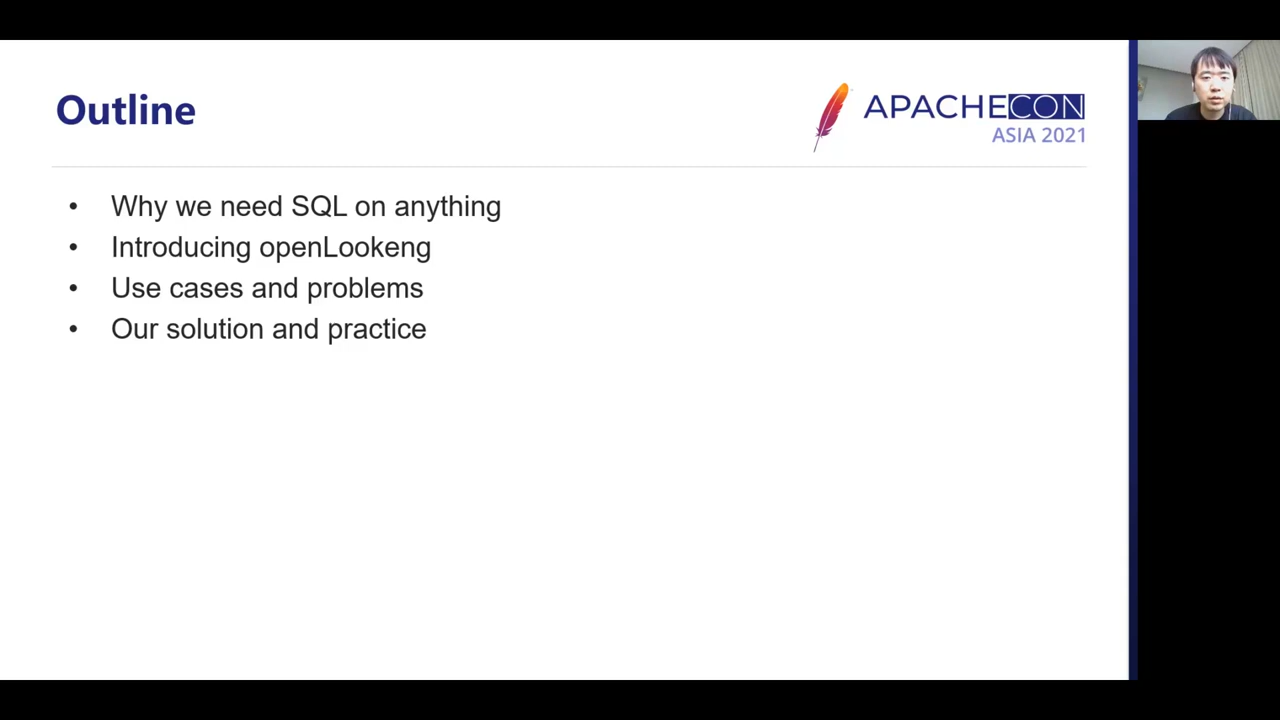 Outline
APACHECON
ASIA 2021
• Why we need SQL on anything
• Introducing openLookeng
• Use cases and problems
• Our solution and practice